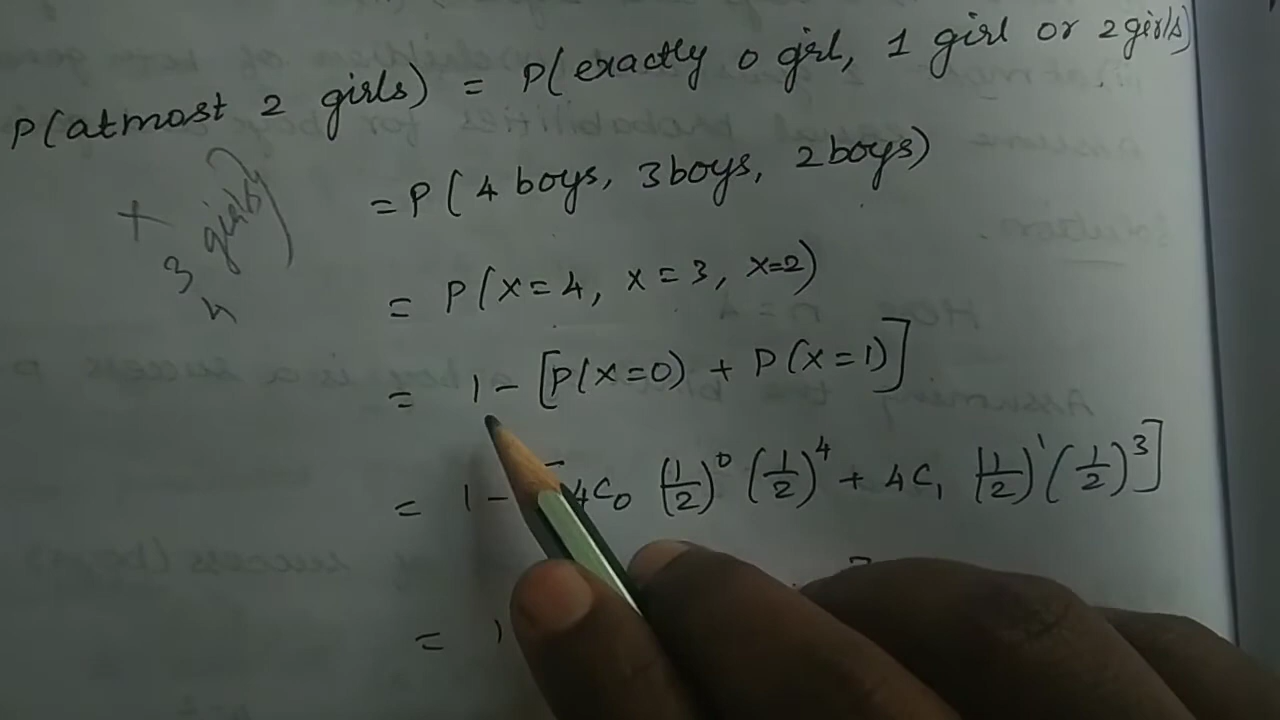 P(atmost 2 girls) = P(exactly 0 girl, 1 girl or 2 girls)
= P(4 boys, 3 boys, 2 boys)
+ 3 girls)
4
= P(x=4, x=3, x=2)
= 1 - [P(x=0) + P(x=1)]
= 1 - [4C₀ (1/2)⁰ (1/2)⁴ + 4C₁ (1/2)¹ (1/2)³]
= 1